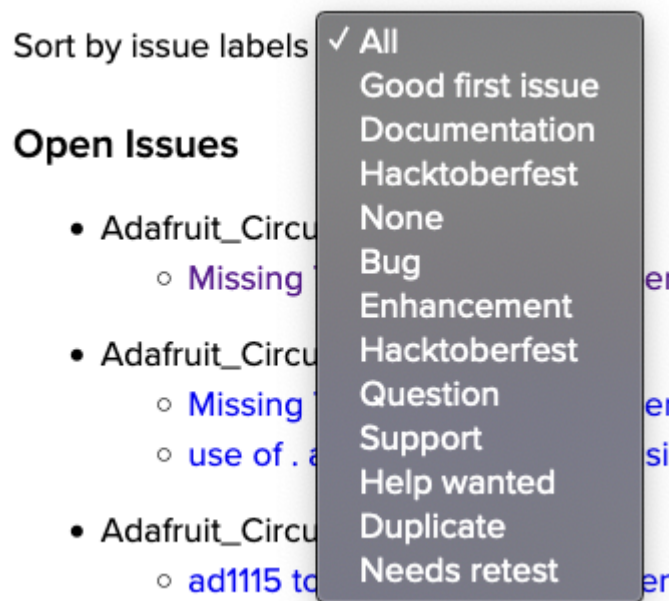 Sort by issue labels ✓ All
Good first issue
Documentation
Open Issues
Hacktoberfest
None
Adafruit_Circu
Bug
Missing
Enhancement
Adafruit_Circu
Hacktoberfest
Missing
Question
use of . a
Support
Help wanted
Adafruit_Circu
Duplicate
ad1115 to
Needs retest